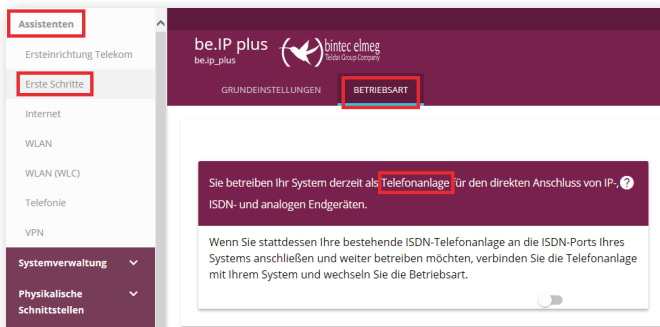 Assistenten
Ersteinrichtung Telekom
Erste Schritte
Internet
WLAN
WLAN (WLC)
Telefonie
VPN
Systemverwaltung
Physikalische
Schnittstellen
be.IP plus
be.ip_plus
bintec elmeg
Teldat Group Company
GRUNDEINSTELLUNGEN
BETRIEBSART
Sie betreiben Ihr System derzeit als Telefonanlage für den direkten Anschluss von IP-, ?
ISDN- und analogen Endgeräten.
Wenn Sie stattdessen Ihre bestehende ISDN-Telefonanlage an die ISDN-Ports Ihres
Systems anschließen und weiter betreiben möchten, verbinden Sie die Telefonanlage
mit Ihrem System und wechseln Sie die Betriebsart.